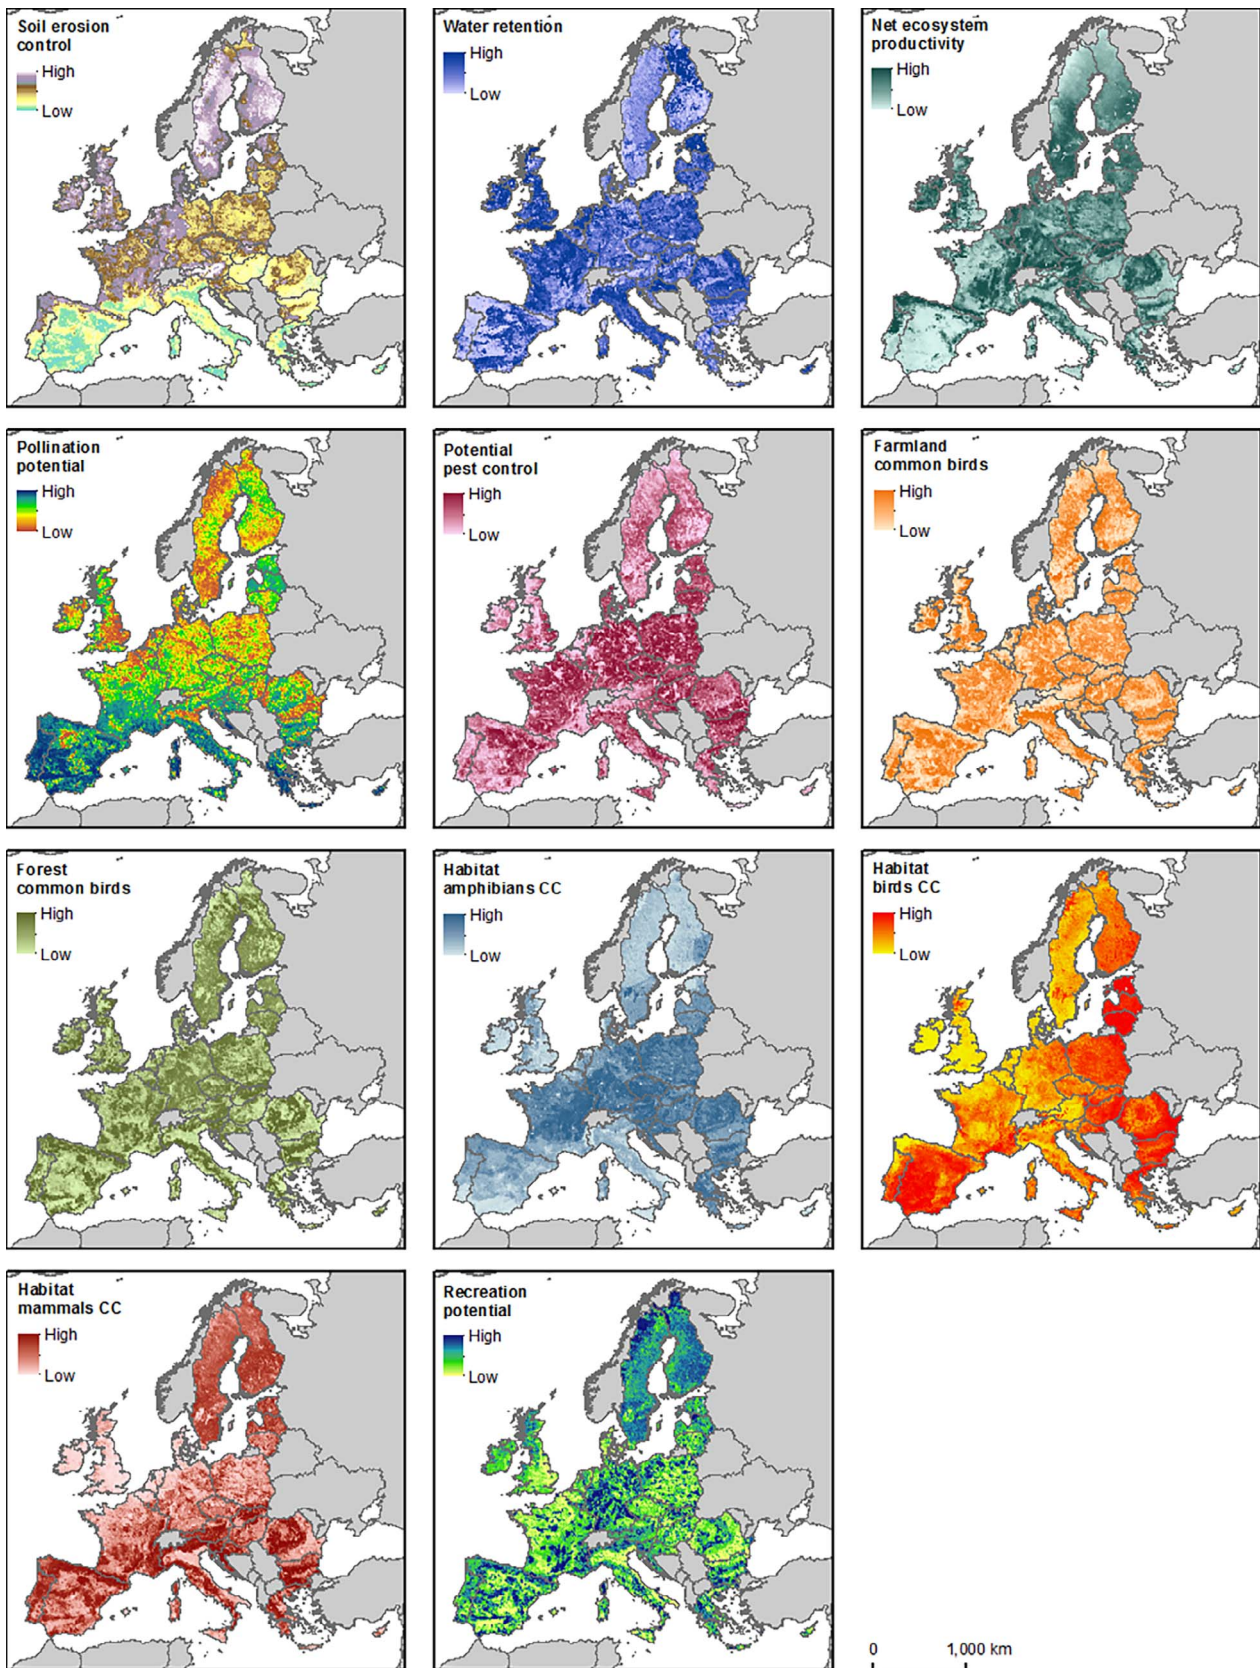 Soil erosion
control
High
Low
Water retention
High
Low
Net ecosystem
productivity
High
Low
Pollination
potential
High
Low
Potential
pest control
High
Low
Farmland
common birds
High
Low
Forest
common birds
High
Low
Habitat
amphibians CC
High
Low
Habitat
birds CC
High
Low
Habitat
mammals CC
High
Low
Recreation
potential
High
Low
0 1,000 km